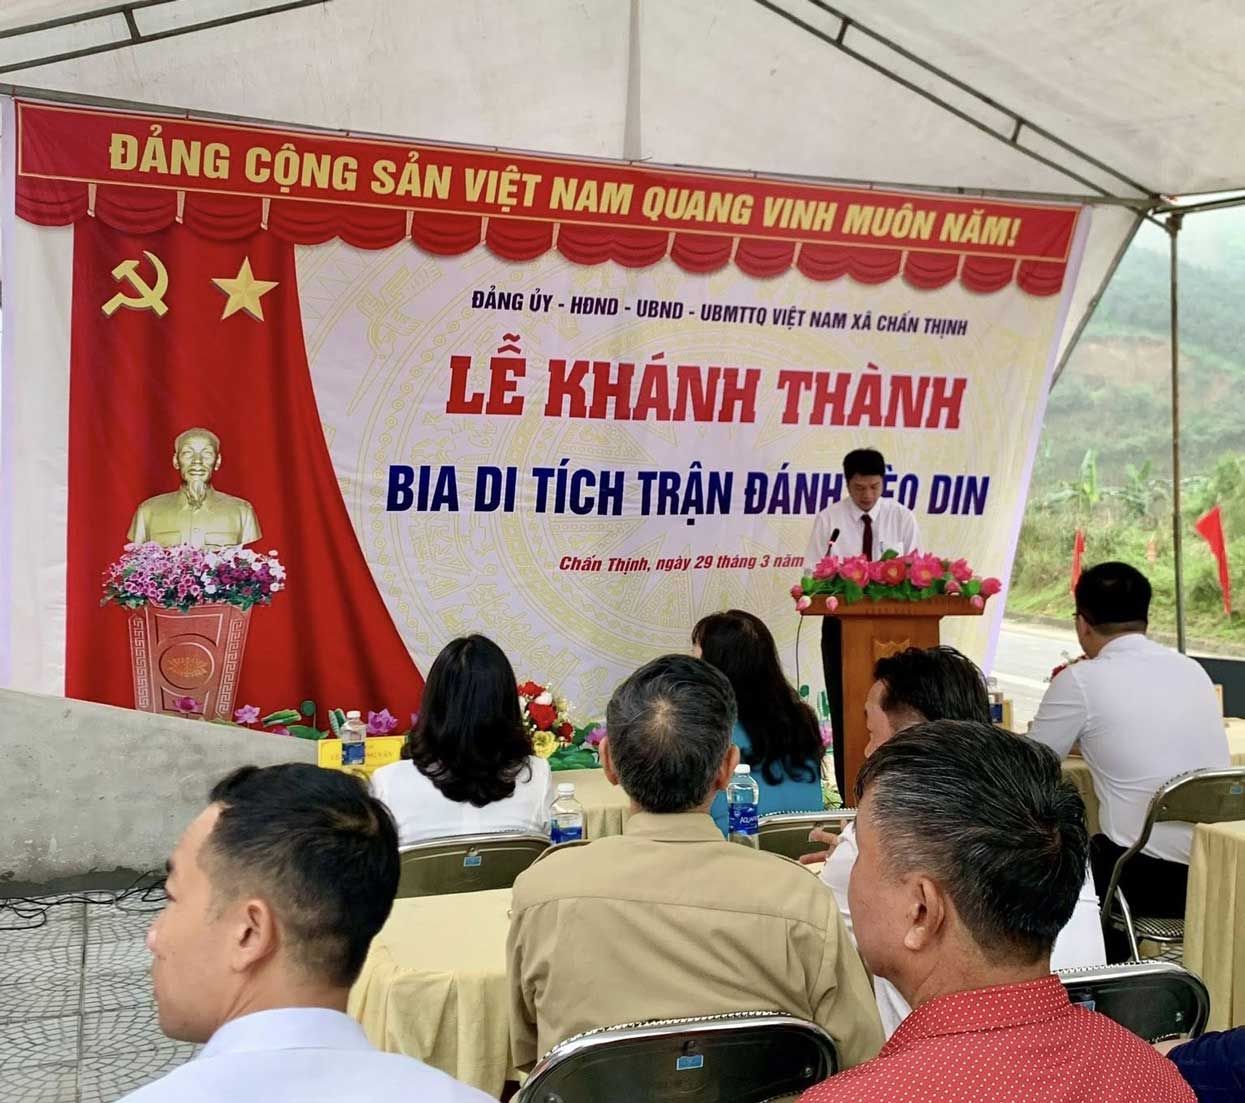 ĐẢNG CỘNG SẢN VIỆT NAM QUANG VINH MUÔN NĂM!
ĐẢNG ỦY - HĐND - UBND - UBMTTQ VIỆT NAM XÃ CHẤN THỊNH
LỄ KHÁNH THÀNH
BIA DI TÍCH TRẬN ĐÁNH ÈO DIN
Chấn Thịnh, ngày 29 tháng 3 năm